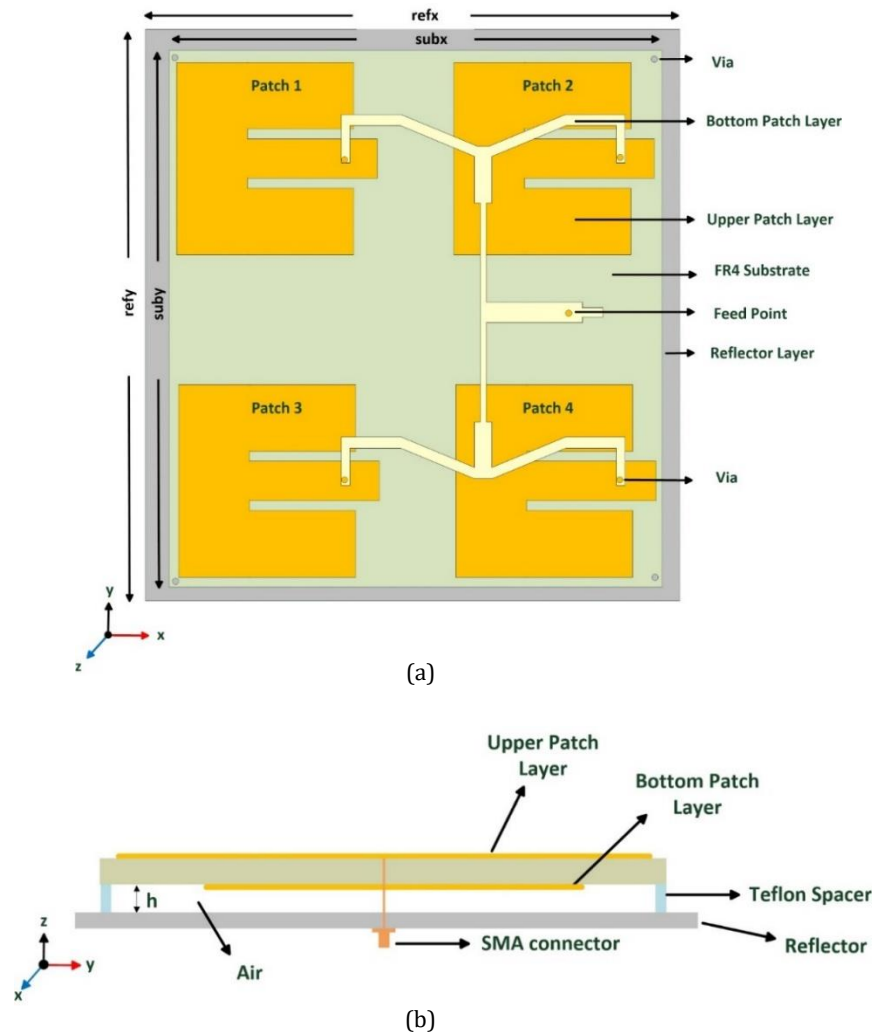 refx
subx
Via
Patch 1
Patch 2
Bottom Patch Layer
Upper Patch Layer
FR4 Substrate
refy
suby
Feed Point
Reflector Layer
Patch 3
Patch 4
Via
y
x
z
(a)
Upper Patch
Layer
Bottom Patch
Layer
h
Teflon Spacer
z
y
x
Air
SMA connector
Reflector
(b)